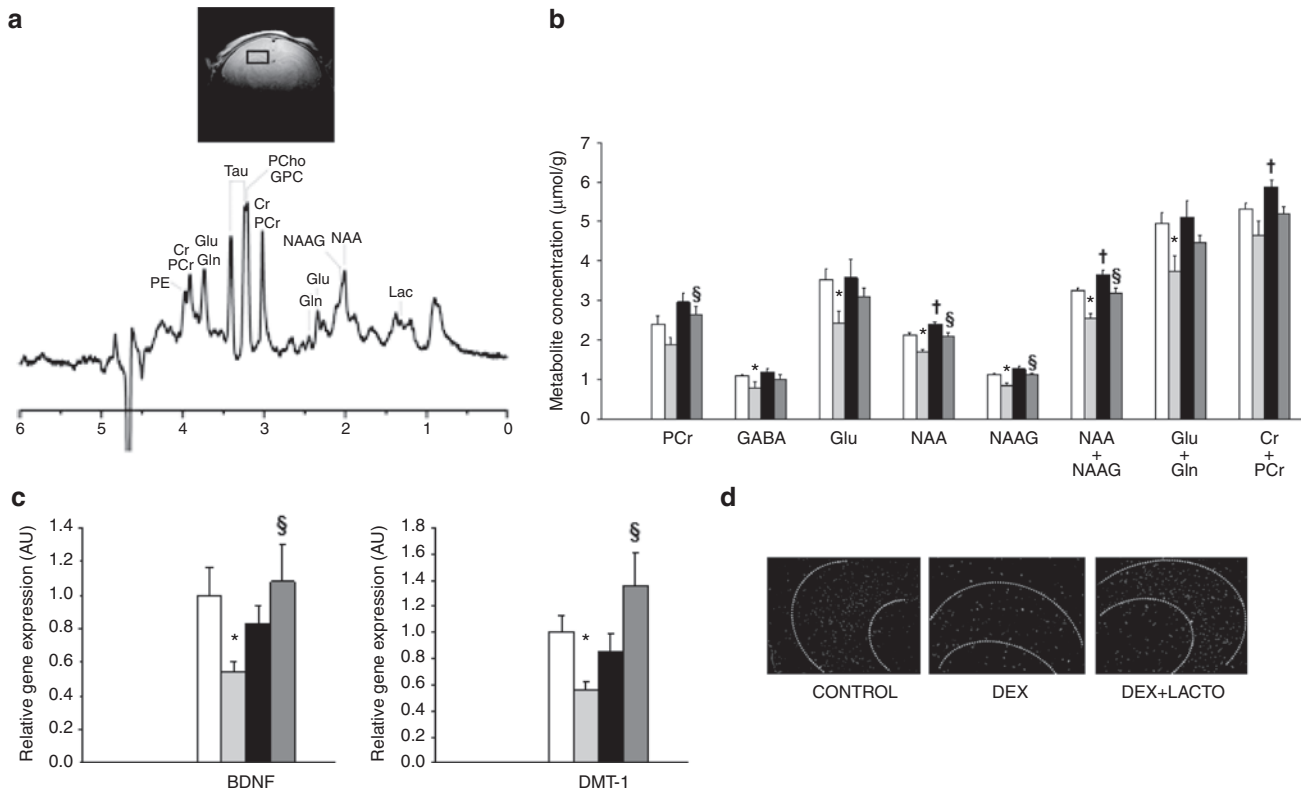 a
Tau
PCho
GPC
Cr
PCr
Cr
PCr
Glu
Gln
PE
NAAG
NAA
Glu
Gln
Lac
6 5 4 3 2 1 0
b
Metabolite concentration (μmol/g)
7
6
5
4
3
2
1
0
§
*
*
* † §
* §
* † §
*
†
PCr GABA Glu NAA NAAG NAA + NAAG Glu + Gln Cr + PCr
c
Relative gene expression (AU)
1.4
1.2
1.0
0.8
0.6
0.4
0.2
0.0
* §
BDNF
Relative gene expression (AU)
1.8
1.6
1.4
1.2
1.0
0.8
0.6
0.4
0.2
0.0
* §
DMT-1
d
CONTROL DEX DEX+LACTO